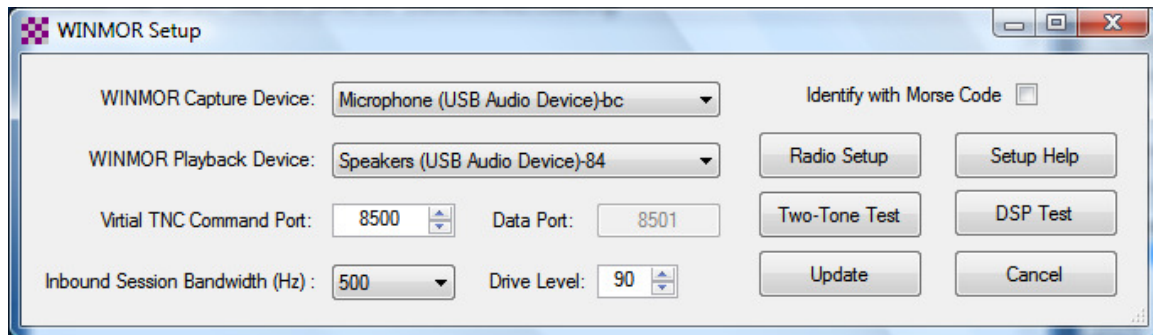 WINMOR Setup
WINMOR Capture Device: Microphone (USB Audio Device)-bc Identify with Morse Code
WINMOR Playback Device: Speakers (USB Audio Device)-84 Radio Setup Setup Help
Virtial TNC Command Port: 8500 Data Port: 8501 Two-Tone Test DSP Test
Inbound Session Bandwidth (Hz) : 500 Drive Level: 90 Update Cancel